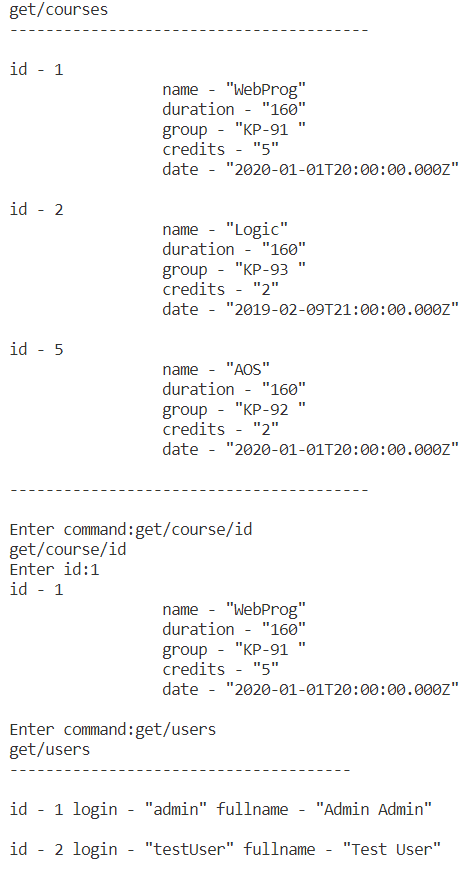 get/courses
----------------------------------------
id - 1
name - "WebProg"
duration - "160"
group - "KP-91 "
credits - "5"
date - "2020-01-01T20:00:00.000Z"
id - 2
name - "Logic"
duration - "160"
group - "KP-93 "
credits - "2"
date - "2019-02-09T21:00:00.000Z"
id - 5
name - "AOS"
duration - "160"
group - "KP-92 "
credits - "2"
date - "2020-01-01T20:00:00.000Z"
----------------------------------------
Enter command:get/course/id
get/course/id
Enter id:1
id - 1
name - "WebProg"
duration - "160"
group - "KP-91 "
credits - "5"
date - "2020-01-01T20:00:00.000Z"
Enter command:get/users
get/users
--------------------------------------
id - 1 login - "admin" fullname - "Admin Admin"
id - 2 login - "testUser" fullname - "Test User"